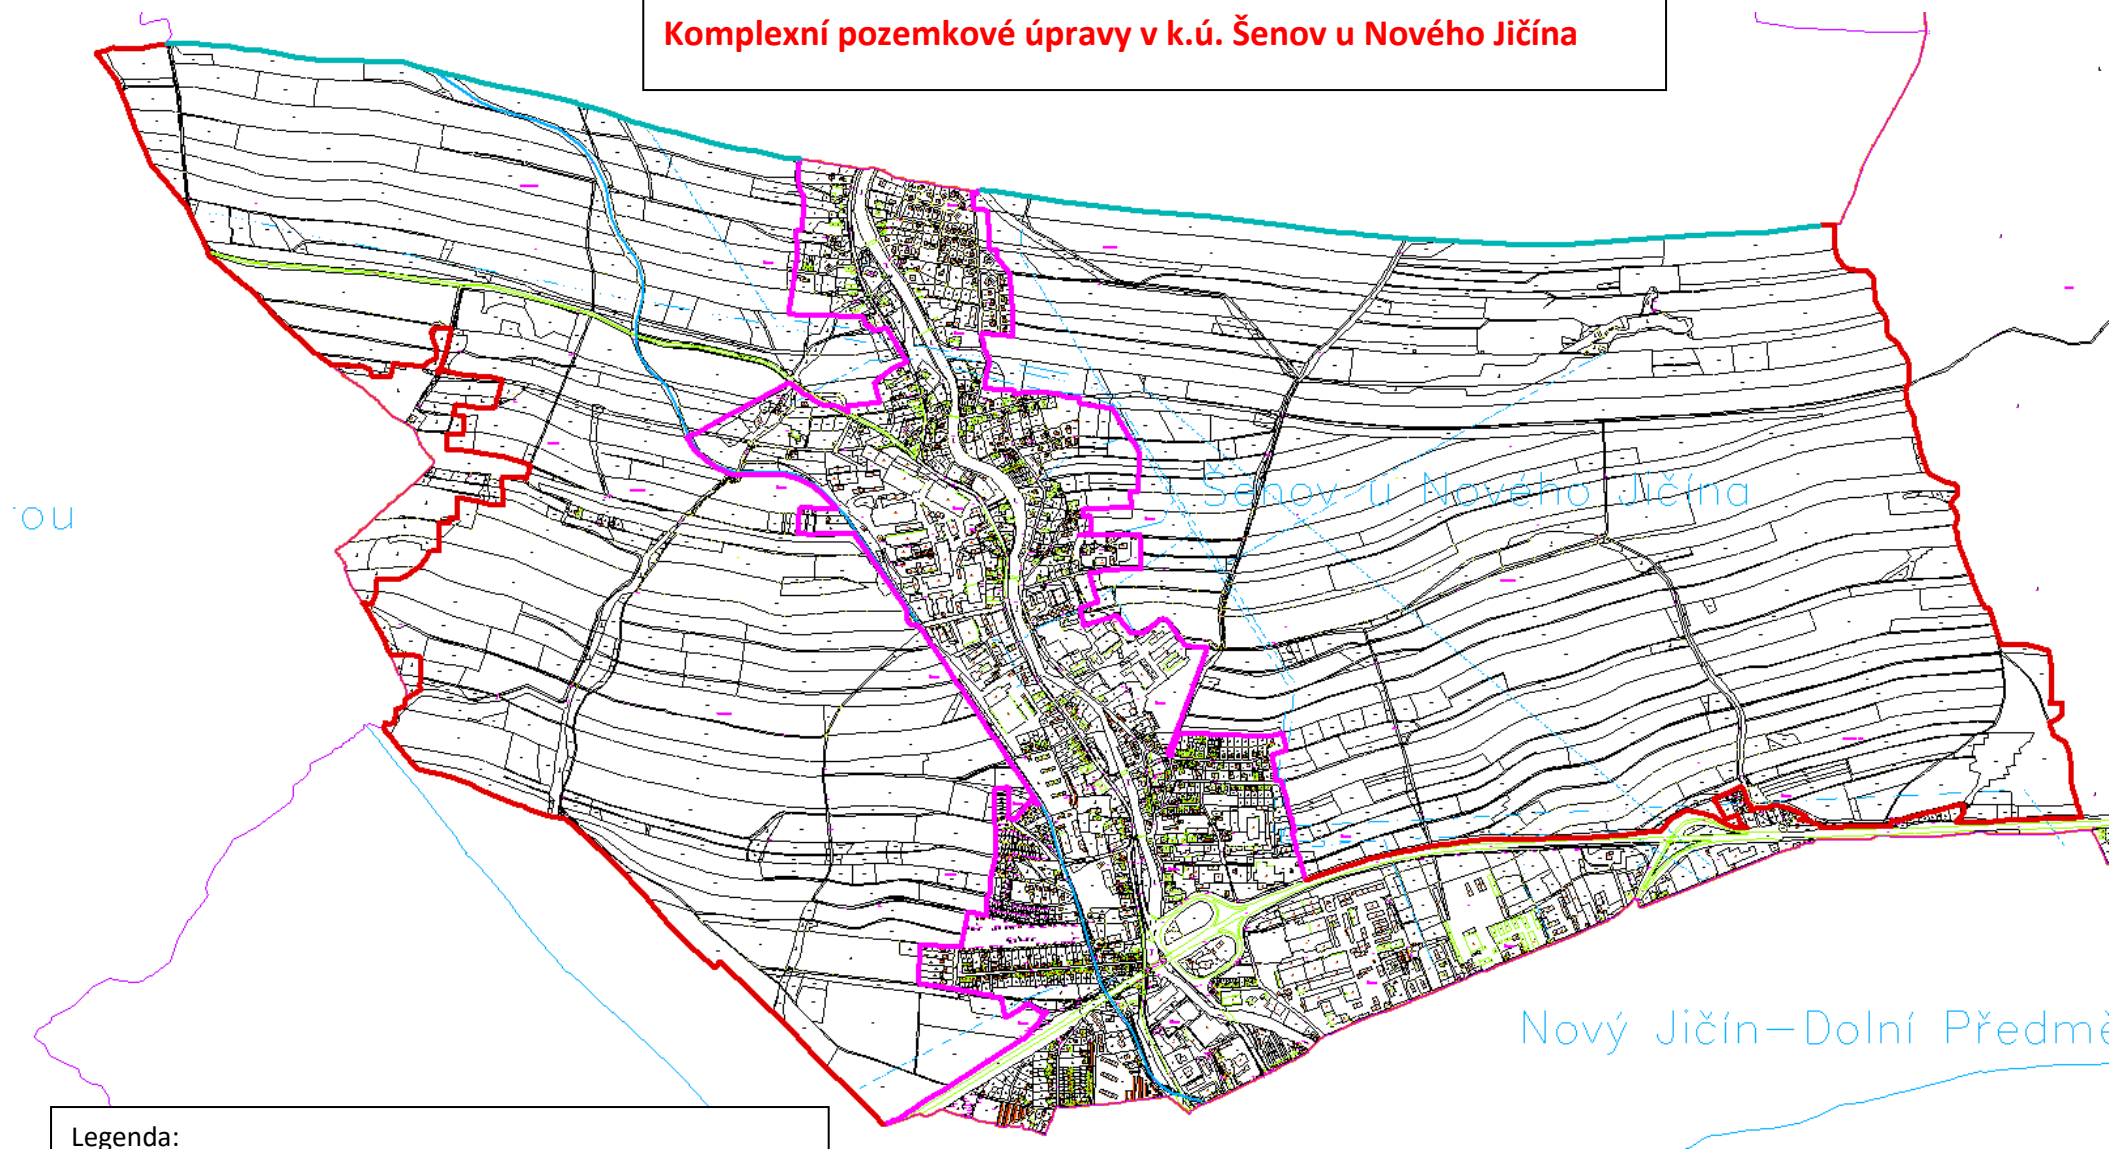 Komplexní pozemkové úpravy v k.ú. Šenov u Nového Jičína
Šenov u Nového Jičína
ou
Nový Jičín-Dolní Předmě
Legenda: